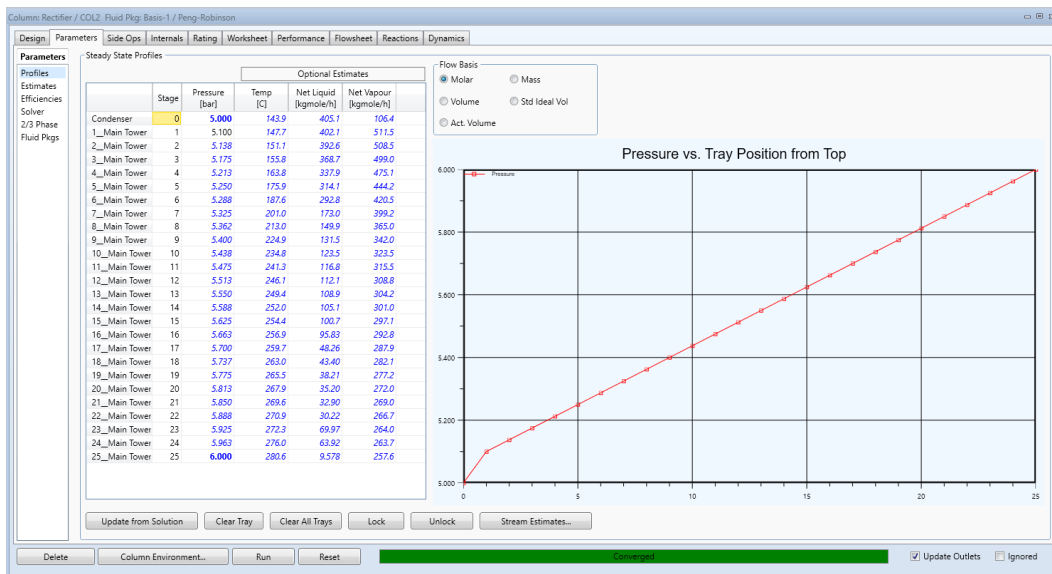 Column: Rectifier / COL2 Fluid Pkg: Basis-1 / Peng-Robinson
Design Parameters Side Ops Internals Rating Worksheet Performance Flowsheet Reactions Dynamics
Parameters
Profiles
Estimates
Efficiencies
Solver
2/3 Phase
Fluid Pkgs
Steady State Profiles
Optional Estimates
Stage Pressure [bar] Temp [C] Net Liquid [kgmole/h] Net Vapour [kgmole/h]
Condenser 0 5.000 143.9 405.1 106.4
1__Main Tower 1 5.100 147.7 402.1 511.5
2__Main Tower 2 5.138 151.1 392.6 508.5
3__Main Tower 3 5.175 155.8 368.7 499.0
4__Main Tower 4 5.213 163.8 337.9 475.1
5__Main Tower 5 5.250 175.9 314.1 444.2
6__Main Tower 6 5.288 187.6 292.8 420.5
7__Main Tower 7 5.325 201.0 173.0 399.2
8__Main Tower 8 5.362 213.0 149.9 365.0
9__Main Tower 9 5.400 224.9 131.5 342.0
10__Main Tower 10 5.438 234.8 123.5 323.5
11__Main Tower 11 5.475 241.3 116.8 315.5
12__Main Tower 12 5.513 246.1 112.1 308.8
13__Main Tower 13 5.550 249.4 108.9 304.2
14__Main Tower 14 5.588 252.0 105.1 301.0
15__Main Tower 15 5.625 254.4 100.7 297.1
16__Main Tower 16 5.663 256.9 95.83 292.8
17__Main Tower 17 5.700 259.7 48.26 287.9
18__Main Tower 18 5.737 263.0 43.40 282.1
19__Main Tower 19 5.775 265.5 38.21 277.2
20__Main Tower 20 5.813 267.9 35.20 272.0
21__Main Tower 21 5.850 269.6 32.90 269.0
22__Main Tower 22 5.888 270.9 30.22 266.7
23__Main Tower 23 5.925 272.3 69.97 264.0
24__Main Tower 24 5.963 276.0 63.92 263.7
25__Main Tower 25 6.000 280.6 9.578 257.6
Flow Basis
Molar Mass
Volume Std Ideal Vol
Act. Volume
Pressure vs. Tray Position from Top
Pressure
6.000
5.800
5.600
5.400
5.200
5.000
0 5 10 15 20 25
Update from Solution Clear Tray Clear All Trays Lock Unlock Stream Estimates...
Delete Column Environment... Run Reset Converged Update Outlets Ignored